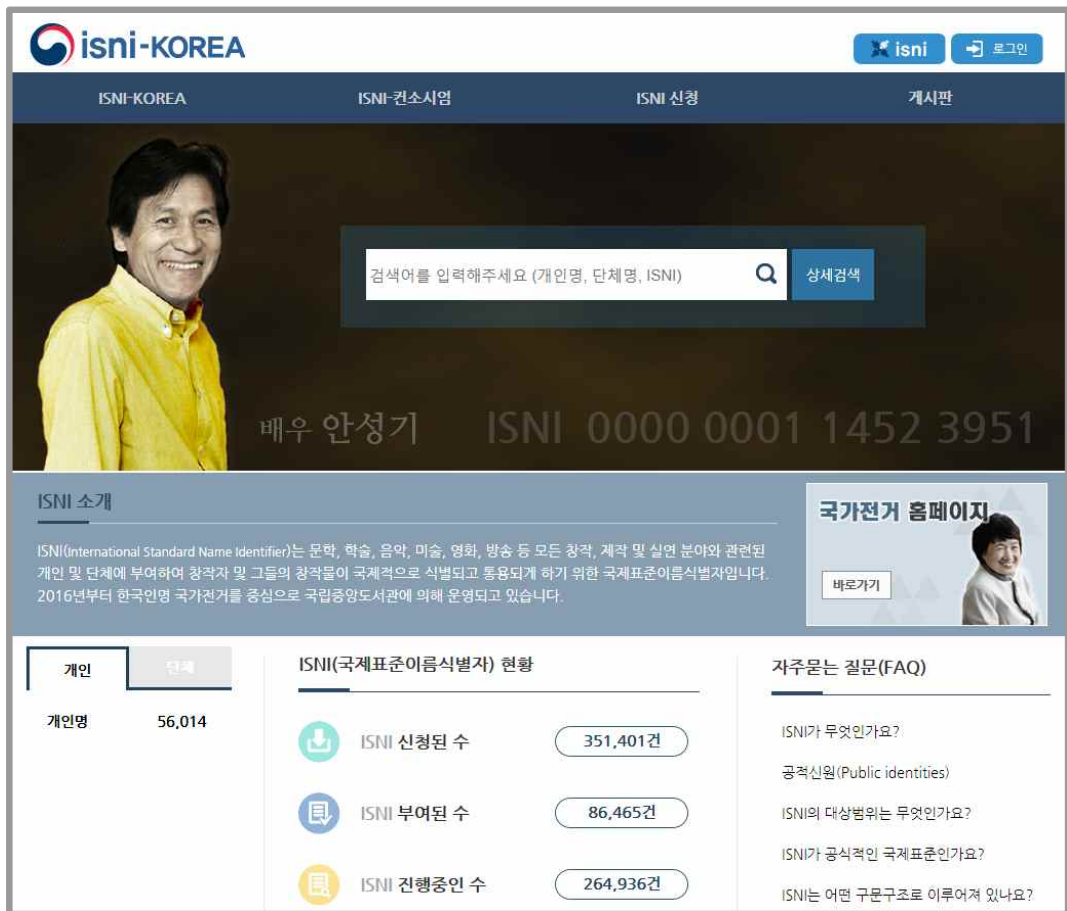 isni-KOREA
isni
로그인
ISNI-KOREA
ISNI-컨소시엄
ISNI 신청
게시판
검색어를 입력해주세요 (개인명, 단체명, ISNI)
상세검색
배우 안성기 ISNI 0000 0001 1452 3951
ISNI 소개
ISNI(International Standard Name Identifier)는 문학, 학술, 음악, 미술, 영화, 방송 등 모든 창작, 제작 및 실연 분야와 관련된
개인 및 단체에 부여하여 창작자 및 그들의 창작물이 국제적으로 식별되고 통용되게 하기 위한 국제표준이름식별자입니다.
2016년부터 한국인명 국가전거를 중심으로 국립중앙도서관에 의해 운영되고 있습니다.
국가전거 홈페이지
바로가기
개인
단체
개인명 56,014
ISNI(국제표준이름식별자) 현황
ISNI 신청된 수 351,401건
ISNI 부여된 수 86,465건
ISNI 진행중인 수 264,936건
자주묻는 질문(FAQ)
ISNI가 무엇인가요?
공적신원(Public identities)
ISNI의 대상범위는 무엇인가요?
ISNI가 공식적인 국제표준인가요?
ISNI는 어떤 구문구조로 이루어져 있나요?